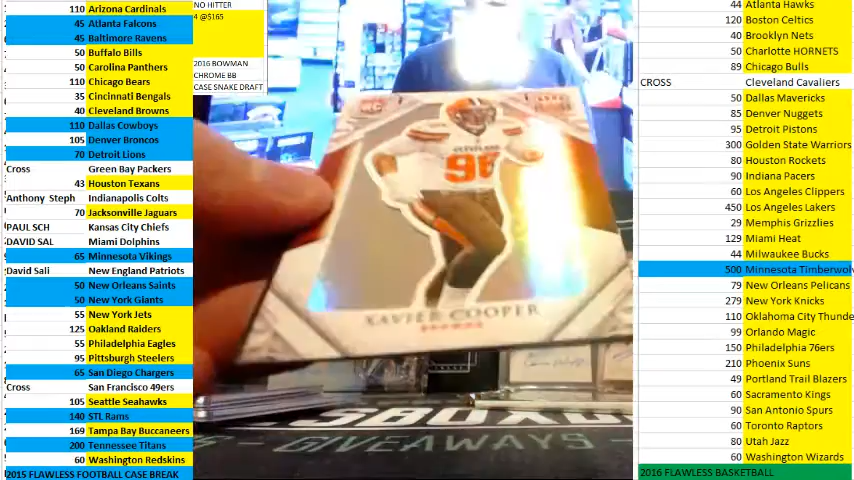 110 Arizona Cardinals
45 Atlanta Falcons
45 Baltimore Ravens
50 Buffalo Bills
50 Carolina Panthers
110 Chicago Bears
35 Cincinnati Bengals
40 Cleveland Browns
110 Dallas Cowboys
105 Denver Broncos
70 Detroit Lions
Cross Green Bay Packers
43 Houston Texans
Anthony Steph Indianapolis Colts
70 Jacksonville Jaguars
PAUL SCH Kansas City Chiefs
DAVID SAL Miami Dolphins
65 Minnesota Vikings
David Sali New England Patriots
50 New Orleans Saints
50 New York Giants
55 New York Jets
125 Oakland Raiders
55 Philadelphia Eagles
95 Pittsburgh Steelers
65 San Diego Chargers
Cross San Francisco 49ers
105 Seattle Seahawks
140 STL Rams
169 Tampa Bay Buccaneers
200 Tennessee Titans
60 Washington Redskins
2015 FLAWLESS FOOTBALL CASE BREAK
NO HITTER
4 @$165
2016 BOWMAN
CHROME BB
CASE SNAKE DRAFT
RC
CLEVELAND
96
XAVIER COOPER
BROWNS
GIVEAWAYS
44 Atlanta Hawks
120 Boston Celtics
40 Brooklyn Nets
50 Charlotte HORNETS
89 Chicago Bulls
CROSS Cleveland Cavaliers
50 Dallas Mavericks
85 Denver Nuggets
95 Detroit Pistons
300 Golden State Warriors
80 Houston Rockets
90 Indiana Pacers
60 Los Angeles Clippers
450 Los Angeles Lakers
29 Memphis Grizzlies
129 Miami Heat
44 Milwaukee Bucks
500 Minnesota Timberwolv
79 New Orleans Pelicans
279 New York Knicks
110 Oklahoma City Thunde
99 Orlando Magic
150 Philadelphia 76ers
210 Phoenix Suns
49 Portland Trail Blazers
60 Sacramento Kings
90 San Antonio Spurs
60 Toronto Raptors
80 Utah Jazz
60 Washington Wizards
2016 FLAWLESS BASKETBALL